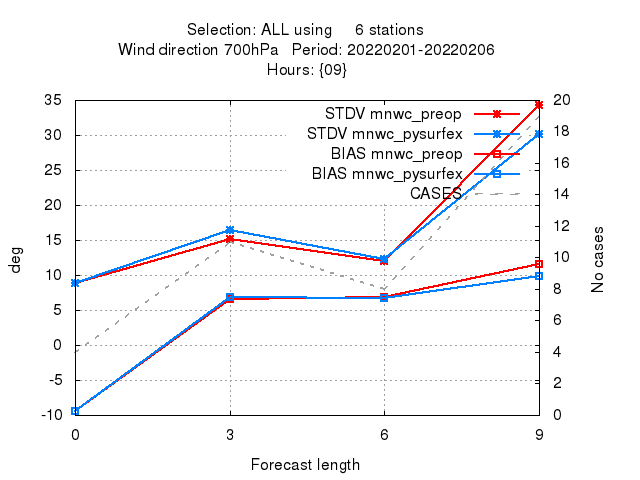 Selection: ALL using     6 stations
Wind direction 700hPa   Period: 20220201-20220206
Hours: {09}
35
30
25
20
15
10
5
0
-5
-10
deg
STDV mnwc_preop
STDV mnwc_pysurfex
BIAS mnwc_preop
BIAS mnwc_pysurfex
CASES
20
18
16
14
12
10
8
6
4
2
0
No cases
0 3 6 9
Forecast length